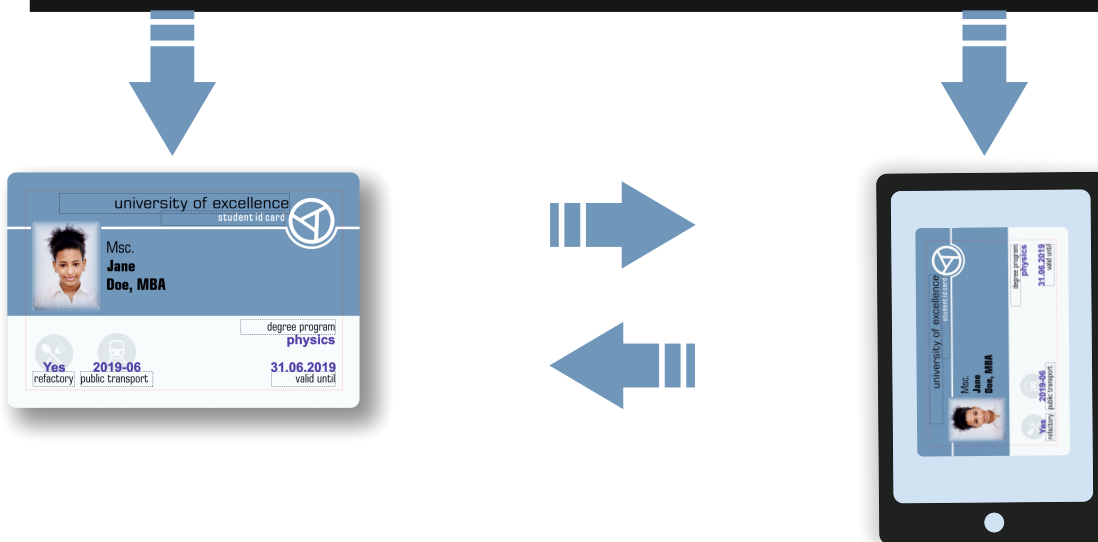 university of excellence
student id card
Msc.
Jane
Doe, MBA
degree program
physics
Yes
2019-06
31.06.2019
refactory
public transport
valid until
university of excellence
student id card
Msc.
Jane
Doe, MBA
degree program
physics
Yes
2019-06
31.06.2019
refactory
public transport
valid until